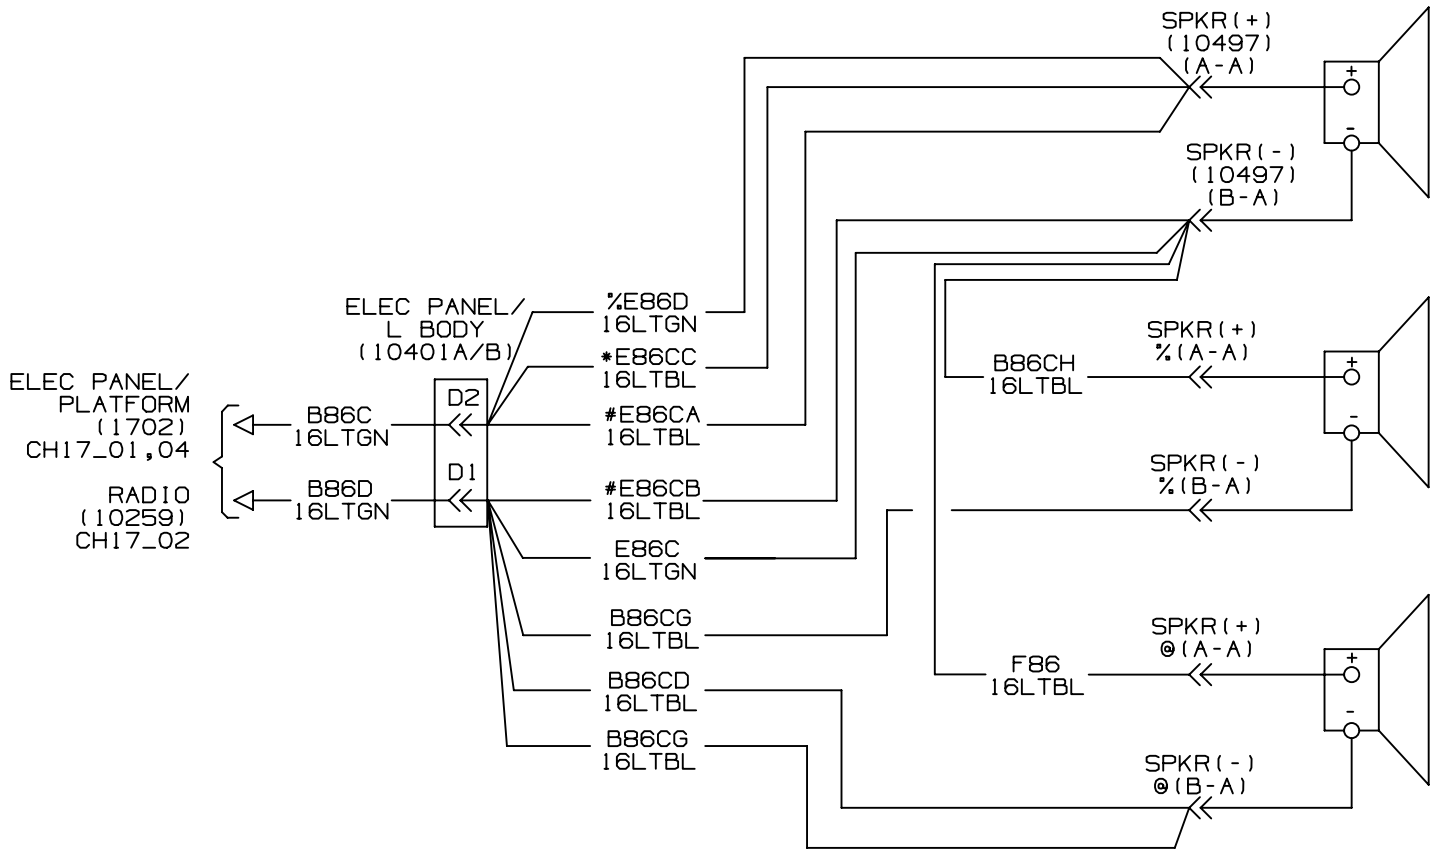 ELEC PANEL/
PLATFORM
(1702)
CH17_01,04
RADIO
(10259)
CH17_02
B86C
16LTGN
B86D
16LTGN
ELEC PANEL/
L BODY
(10401A/B)
D2
D1
%E86D
16LTGN
*E86CC
16LTBL
#E86CA
16LTBL
#E86CB
16LTBL
E86C
16LTGN
B86CG
16LTBL
B86CD
16LTBL
B86CG
16LTBL
B86CH
16LTBL
F86
16LTBL
SPKR(+)
(10497)
(A-A)
+
-
SPKR(-)
(10497)
(B-A)
SPKR(+)
%(A-A)
+
-
SPKR(-)
%(B-A)
SPKR(+)
@(A-A)
+
-
SPKR(-)
@(B-A)